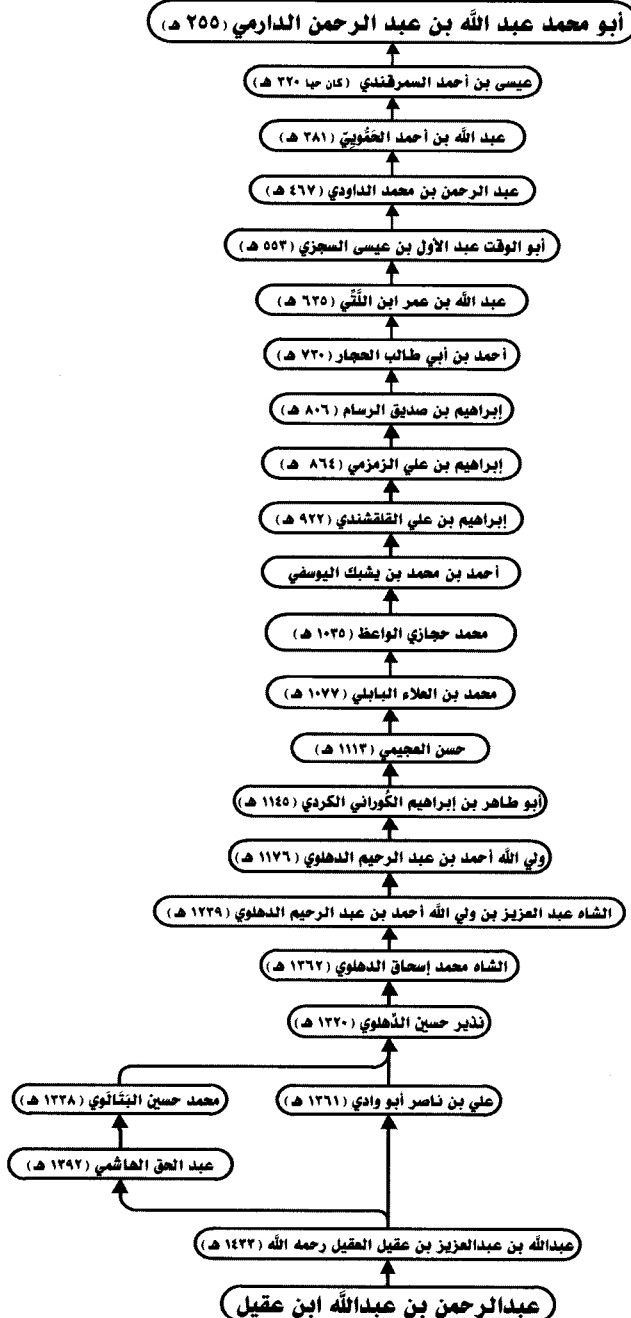 أبو محمد عبد الله بن عبد الرحمن الدارمي (٢٥٥ هـ)
عيسى بن أحمد السمرقندي (كان حيا ٣٢٠ هـ)
عبد الله بن أحمد الحَمُّوييّ (٣٨١ هـ)
عبد الرحمن بن محمد الداودي (٤٦٧ هـ)
أبو الوقت عبد الأول بن عيسى السجزي (٥٥٣ هـ)
عبد الله بن عمر ابن اللَّتِّي (٦٣٥ هـ)
أحمد بن أبي طالب الحجار (٧٣٠ هـ)
إبراهيم بن صديق الرسام (٨٠٦ هـ)
إبراهيم بن علي الزمزمي (٨٦٤ هـ)
إبراهيم بن علي القلقشندي (٩٢٢ هـ)
أحمد بن محمد بن يشبك اليوسفي
محمد حجازي الواعظ (١٠٣٥ هـ)
محمد بن العلاء البابلي (١٠٧٧ هـ)
حسن العجيمي (١١١٣ هـ)
أبو طاهر بن إبراهيم الكُوراني الكردي (١١٤٥ هـ)
ولي الله أحمد بن عبد الرحيم الدهلوي (١١٧٦ هـ)
الشاه عبد العزيز بن ولي الله أحمد بن عبد الرحيم الدهلوي (١٢٣٩ هـ)
الشاه محمد إسحاق الدهلوي (١٣٦٢ هـ)
نذير حسين الدِّهلوي (١٣٢٠ هـ)
علي بن ناصر أبو وادي (١٣٦١ هـ)
محمد حسين البَتَالَوي (١٣٣٨ هـ)
عبد الحق الهاشمي (١٣٩٢ هـ)
عبدالله بن عبدالعزيز بن عقيل العقيل رحمه الله (١٤٣٣ هـ)
عبدالرحمن بن عبدالله ابن عقيل